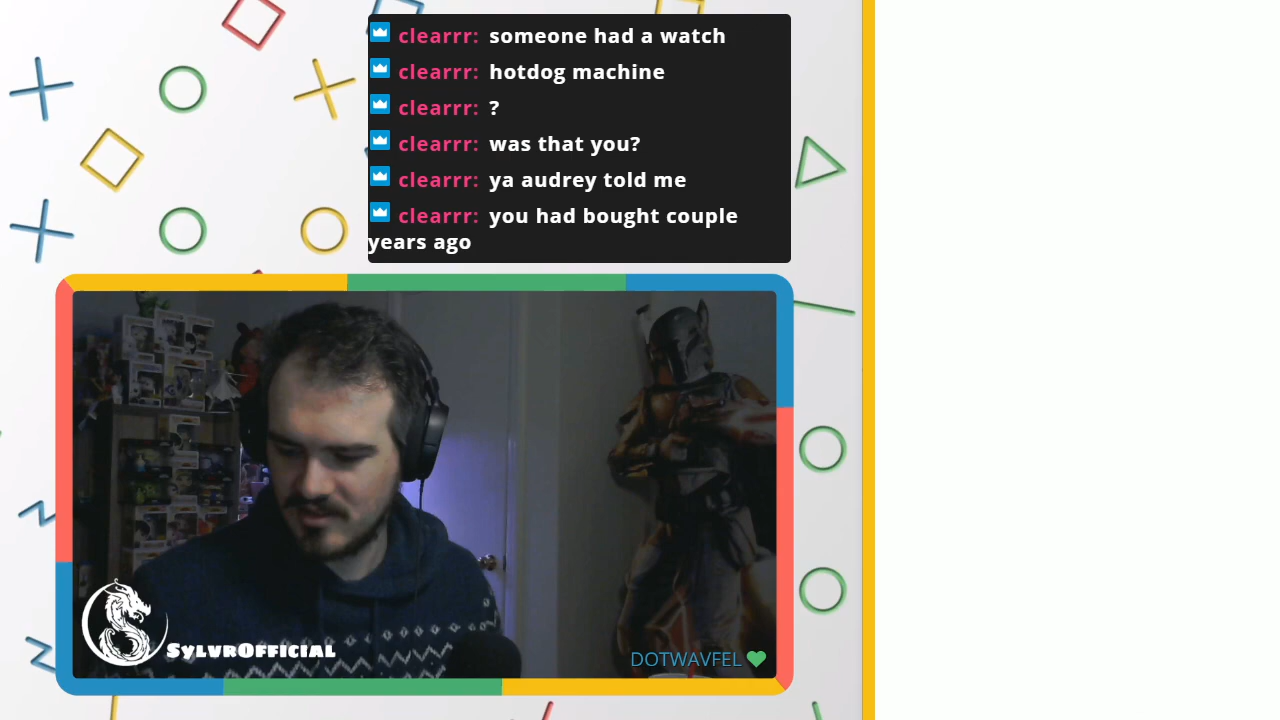 clearrr: someone had a watch
clearrr: hotdog machine
clearrr: ?
clearrr: was that you?
clearrr: ya audrey told me
clearrr: you had bought couple
years ago
SylvrOfficial
DOTWAVFEL